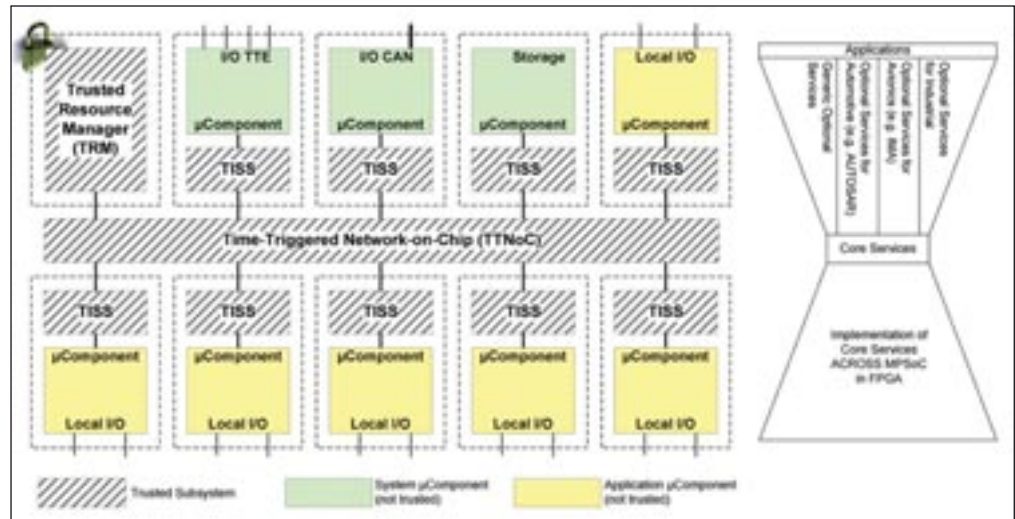 Trusted
Resource
Manager
(TRM)
I/O TTE
µComponent
TISS
I/O CAN
µComponent
TISS
Storage
µComponent
TISS
Local I/O
µComponent
TISS
Time-Triggered Network-on-Chip (TTNoC)
TISS
µComponent
Local I/O
TISS
µComponent
Local I/O
TISS
µComponent
Local I/O
TISS
µComponent
Local I/O
TISS
µComponent
Local I/O
Trusted Subsystem
System µComponent
(not trusted)
Application µComponent
(not trusted)
Applications
Generic Optional
Services
Optional Services for
Automotive (e.g. AUTOSAR)
Optional Services for
Avionics (e.g. IMA)
Optional Services
for Industrial
Core Services
Implementation of
Core Services
ACROSS MPSoC
in FPGA